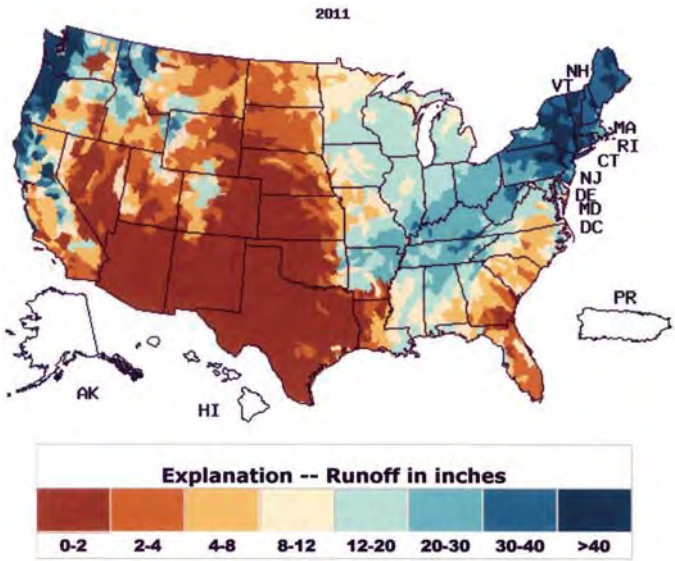 2011
NH
VT
MA
RI
CT
NJ
DE
MD
DC
PR
AK
HI
Explanation -- Runoff in inches
0-2 2-4 4-8 8-12 12-20 20-30 30-40 >40